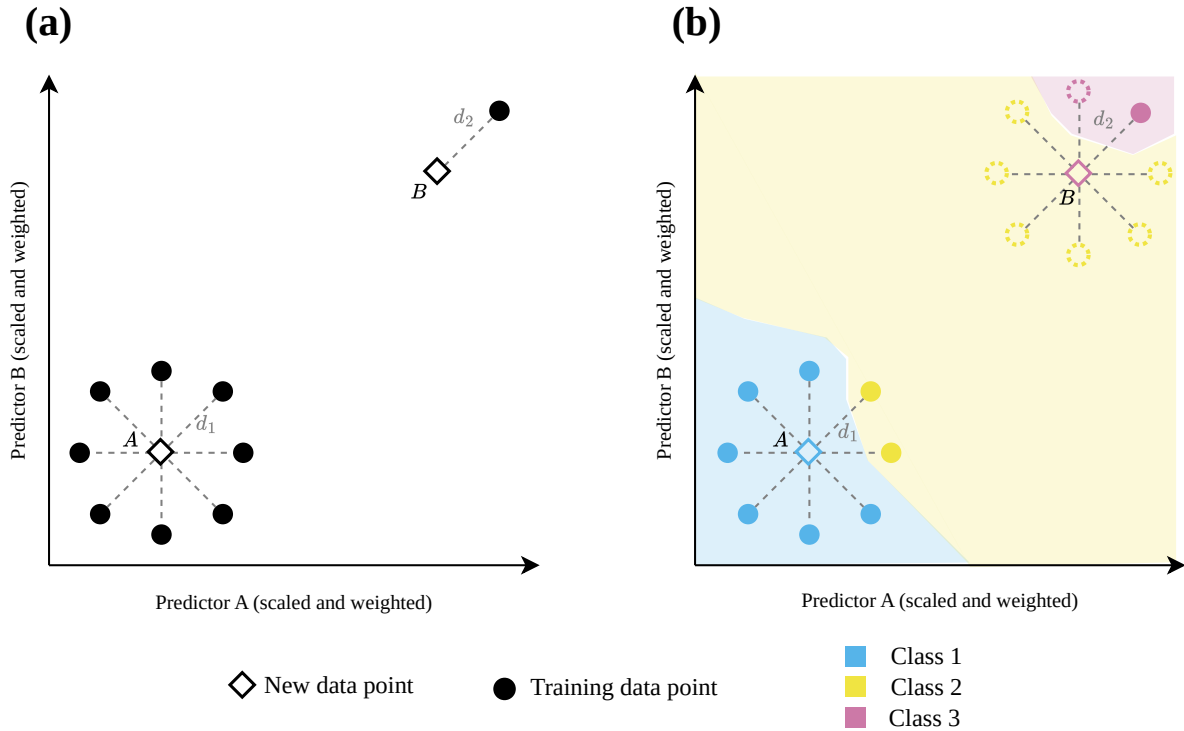 (a)
Predictor B (scaled and weighted)
d₂
B
A
d₁
Predictor A (scaled and weighted)
(b)
Predictor B (scaled and weighted)
d₂
B
A
d₁
Predictor A (scaled and weighted)
New data point
Training data point
Class 1
Class 2
Class 3